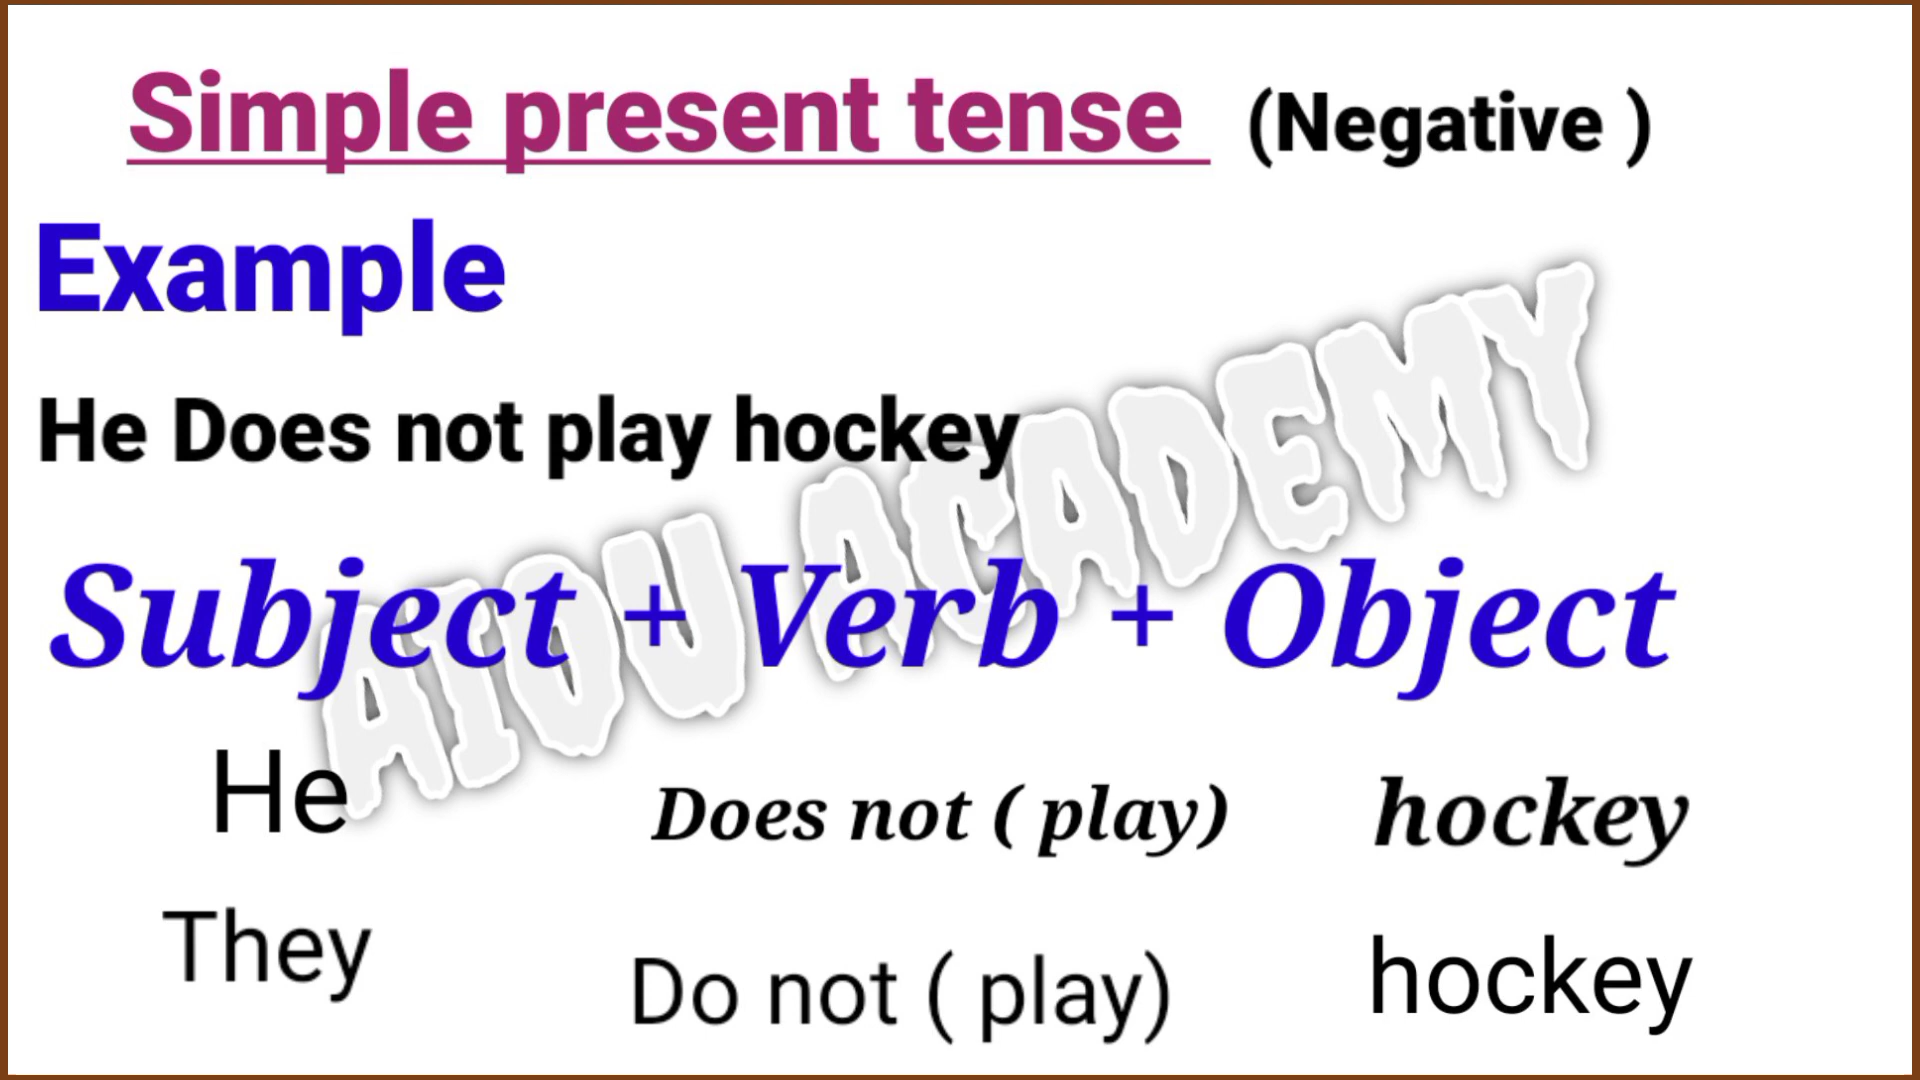 Simple present tense (Negative )
Example
He Does not play hockey
AIOU ACADEMY
Subject + Verb + Object
He Does not ( play) hockey
They Do not ( play) hockey